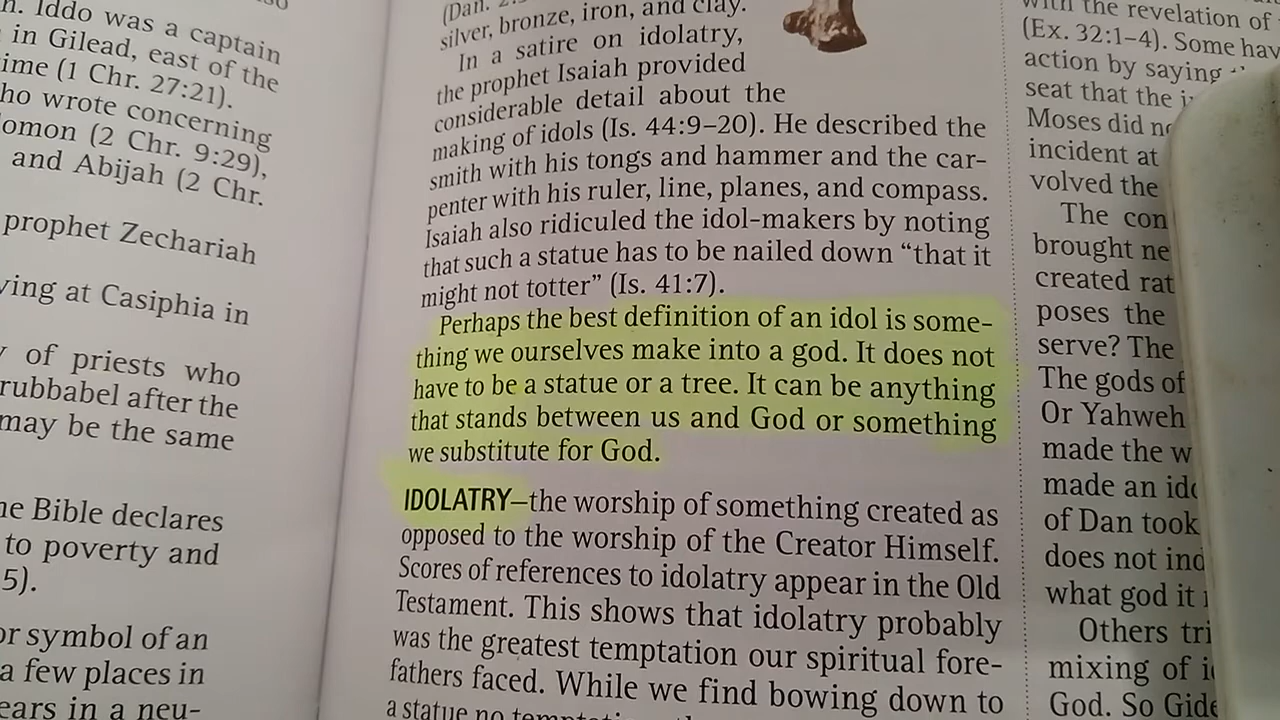 n. Iddo was a captain
in Gilead, east of the
ime (1 Chr. 27:21).
ho wrote concerning
lomon (2 Chr. 9:29),
and Abijah (2 Chr.
prophet Zechariah
ving at Casiphia in
y of priests who
rubbabel after the
may be the same
he Bible declares
to poverty and
5).
or symbol of an
a few places in
ears in a neu-
(Dan.
silver, bronze, iron, and clay.
In a satire on idolatry,
the prophet Isaiah provided
considerable detail about the
making of idols (Is. 44:9–20). He described the
smith with his tongs and hammer and the car-
penter with his ruler, line, planes, and compass.
Isaiah also ridiculed the idol-makers by noting
that such a statue has to be nailed down “that it
might not totter” (Is. 41:7).
Perhaps the best definition of an idol is some-
thing we ourselves make into a god. It does not
have to be a statue or a tree. It can be anything
that stands between us and God or something
we substitute for God.
IDOLATRY—the worship of something created as
opposed to the worship of the Creator Himself.
Scores of references to idolatry appear in the Old
Testament. This shows that idolatry probably
was the greatest temptation our spiritual fore-
fathers faced. While we find bowing down to
a statue no
with the revelation of
(Ex. 32:1–4). Some hav
action by saying
seat that the
Moses did
incident at
volved the
The con
brought ne
created rat
poses the
serve? The
The gods of
Or Yahweh
made the w
made an
of Dan took
does not ind
what god it
Others tri
mixing of
God. So Gide